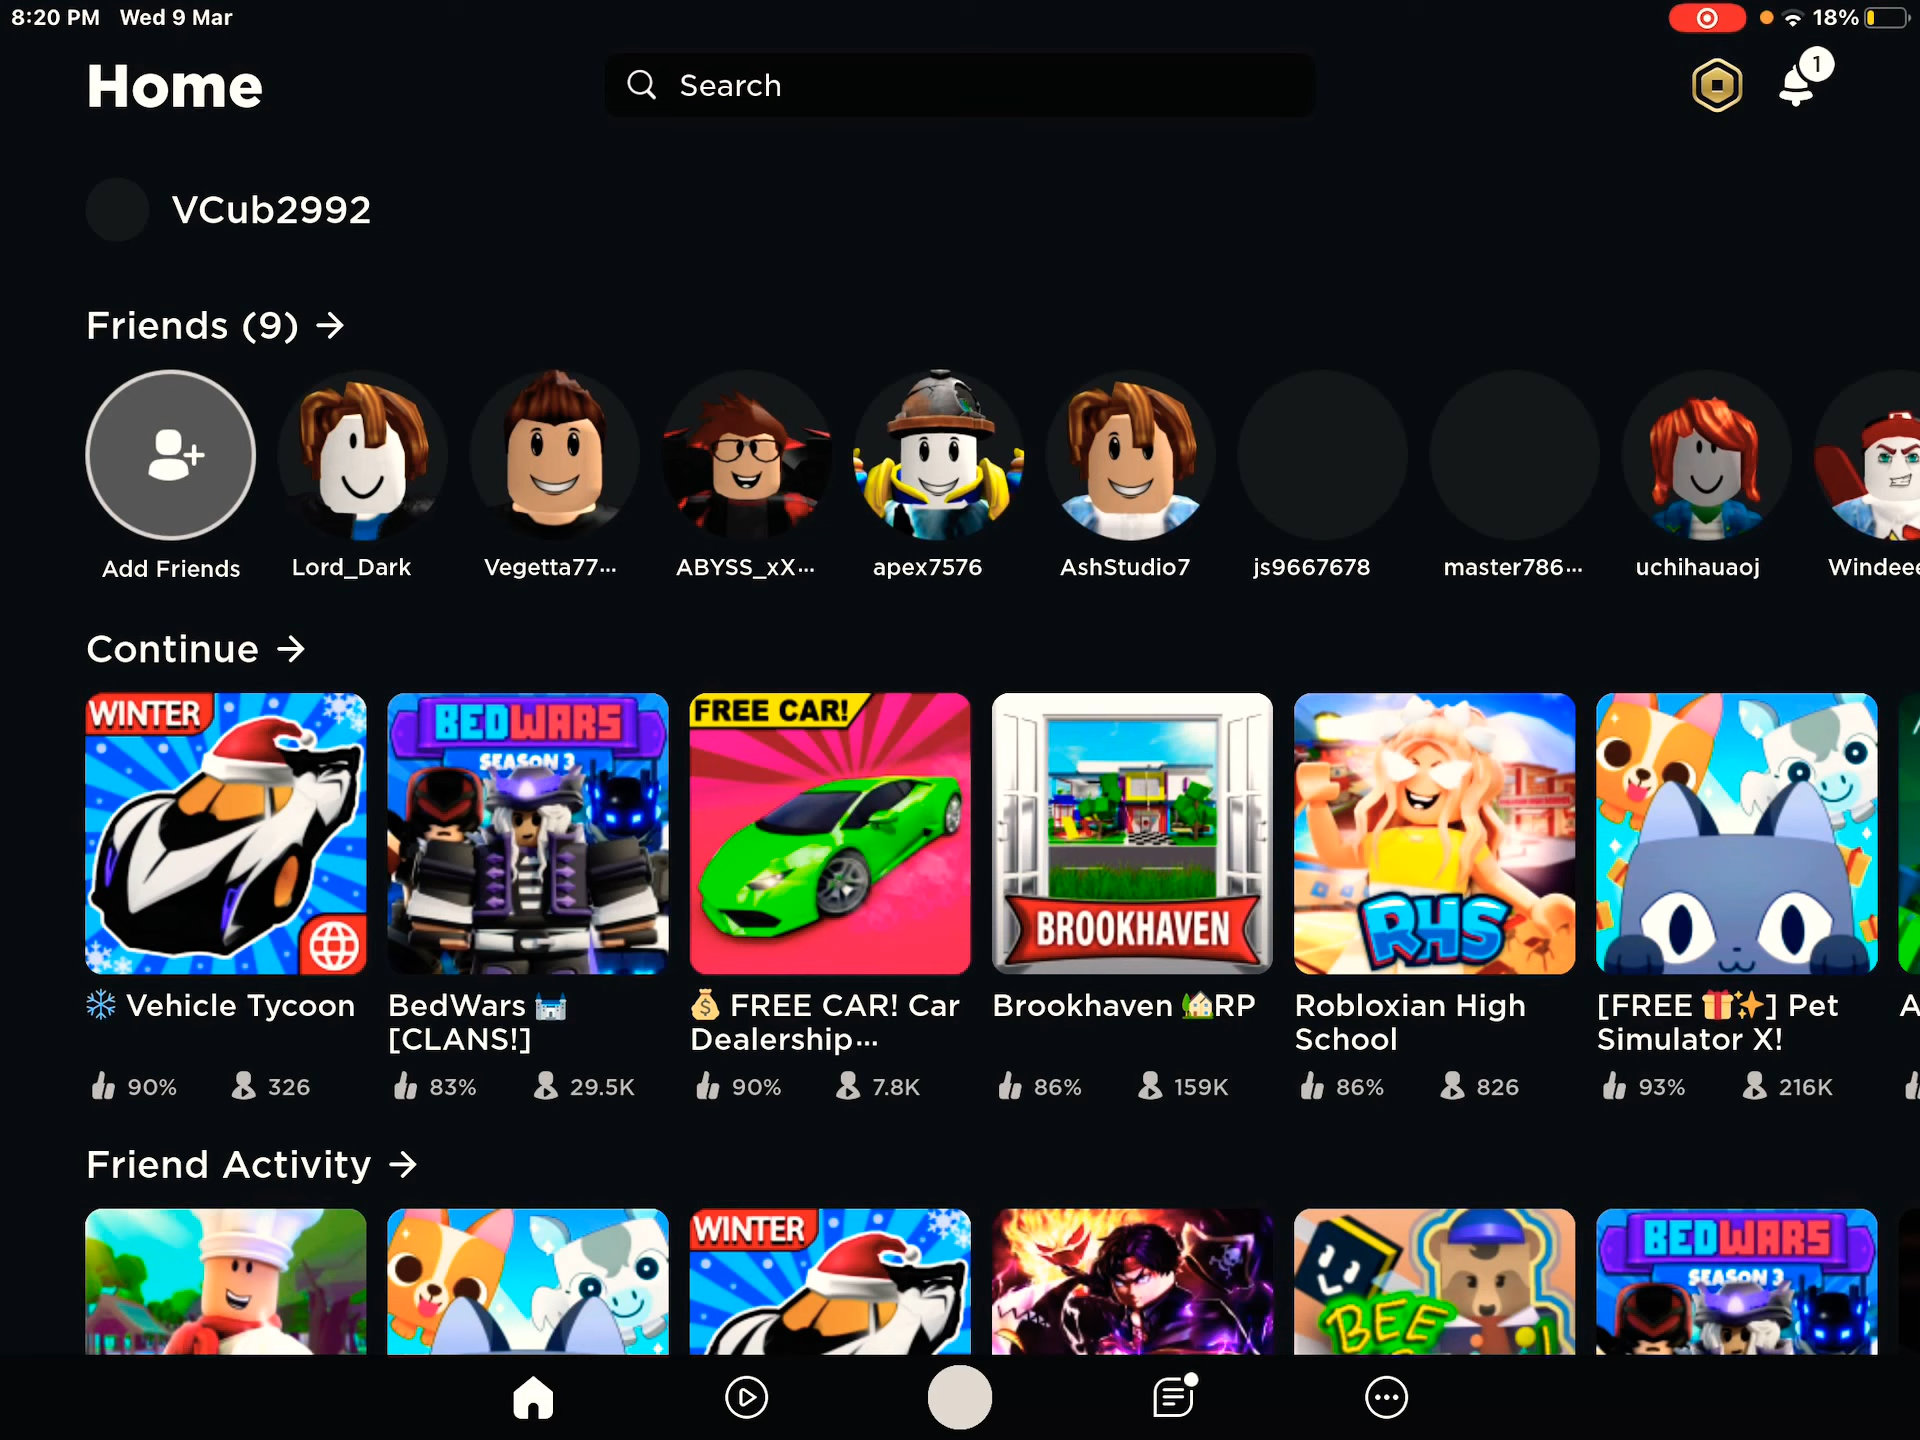 8:20 PM Wed 9 Mar 18%
Home
Search
1
VCub2992
Friends (9) →
Add Friends
Lord_Dark
Vegetta77...
ABYSS_xX...
apex7576
AshStudio7
js9667678
master786...
uchihauaoj
Windeee
Continue →
WINTER
BEDWARS
SEASON 3
FREE CAR!
BROOKHAVEN
RHS
❄️ Vehicle Tycoon
BedWars 🏰
[CLANS!]
💰 FREE CAR! Car
Dealership...
Brookhaven 🏡RP
Robloxian High
School
[FREE 🎁✨] Pet
Simulator X!
A
90% 326
83% 29.5K
90% 7.8K
86% 159K
86% 826
93% 216K
Friend Activity →
WINTER
BEE
BEDWARS
SEASON 3